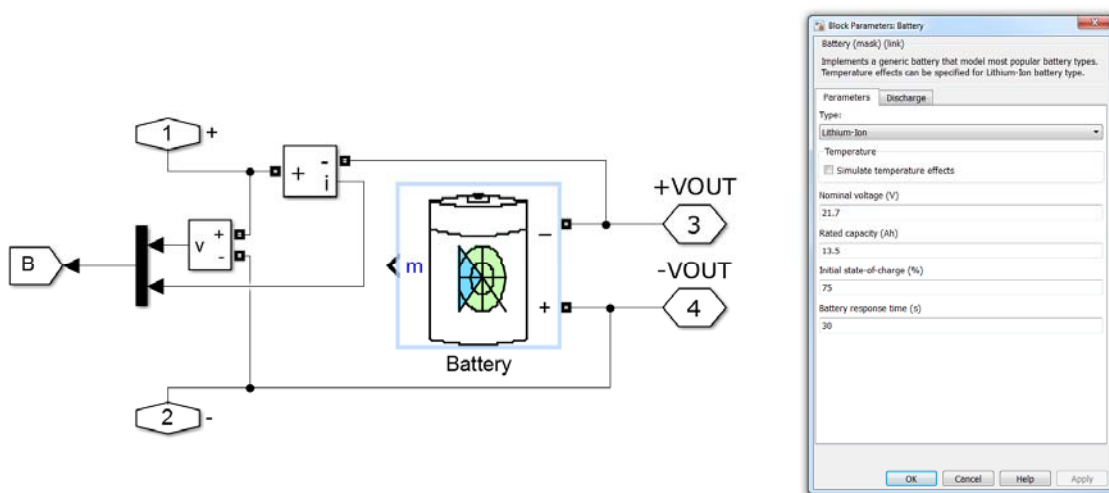 1
+
-
+
i
+
v
-
B
m
−
+
Battery
+VOUT
3
-VOUT
4
2
-
Block Parameters: Battery
Battery (mask) (link)
Implements a generic battery that model most popular battery types.
Temperature effects can be specified for Lithium-Ion battery type.
Parameters Discharge
Type:
Lithium-Ion
Temperature
Simulate temperature effects
Nominal voltage (V)
21.7
Rated capacity (Ah)
13.5
Initial state-of-charge (%)
75
Battery response time (s)
30
OK Cancel Help Apply